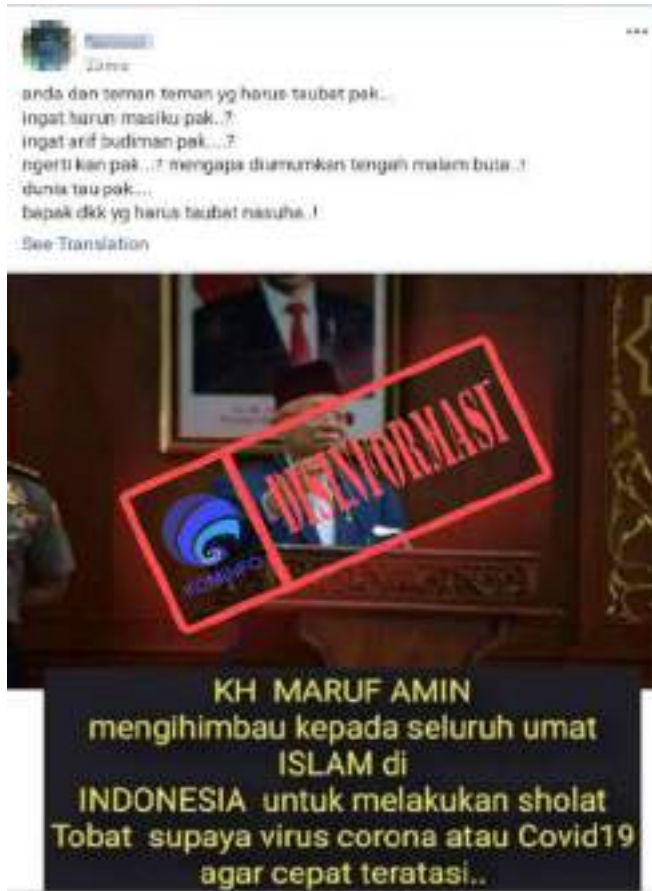 anda dan teman teman yg harus taubat pak...
ingat harun masiku pak..?
ingat arif budiman pak....?
ngerti kan pak...? mengapa diumumkan tengah malam buta..!
dunia tau pak....
bapak dkk yg harus taubat nasuha..!
See Translation
DISINFORMASI
KOMINFO
KH MARUF AMIN
mengihimbau kepada seluruh umat
ISLAM di
INDONESIA untuk melakukan sholat
Tobat supaya virus corona atau Covid19
agar cepat teratasi..